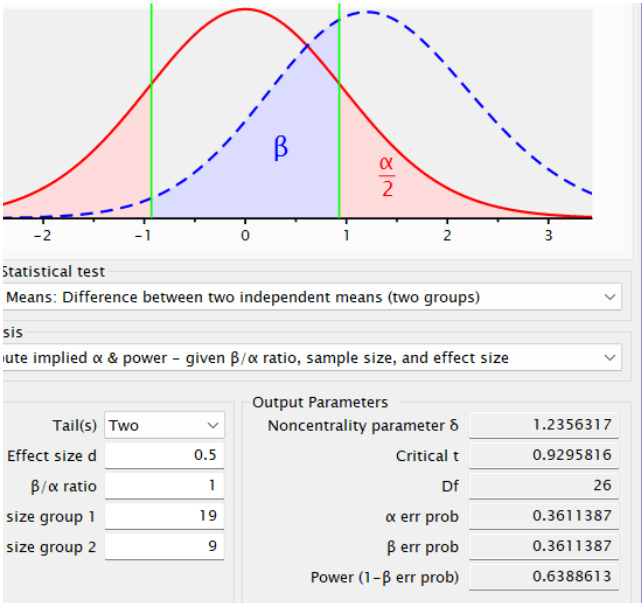 β
α
2
-2 -1 0 1 2 3
Statistical test
Means: Difference between two independent means (two groups)
sis
ute implied α & power – given β/α ratio, sample size, and effect size
Output Parameters
Tail(s) Two Noncentrality parameter δ 1.2356317
Effect size d 0.5 Critical t 0.9295816
β/α ratio 1 Df 26
size group 1 19 α err prob 0.3611387
size group 2 9 β err prob 0.3611387
Power (1-β err prob) 0.6388613